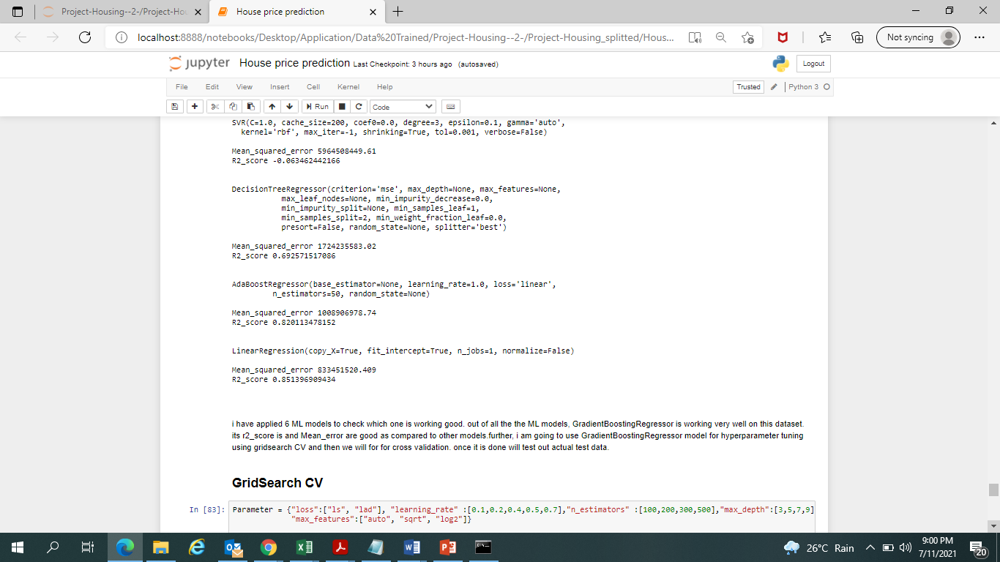 Project-Housing--2-/Project-Hou
House price prediction
localhost:8888/notebooks/Desktop/Application/Data%20Trained/Project-Housing--2-/Project-Housing_splitted/Hous...
Not syncing
jupyter House price prediction Last Checkpoint: 3 hours ago (autosaved)
Logout
File Edit View Insert Cell Kernel Help
Trusted
Python 3
Run
Code
SVR(C=1.0, cache_size=200, coef0=0.0, degree=3, epsilon=0.1, gamma='auto',
kernel='rbf', max_iter=-1, shrinking=True, tol=0.001, verbose=False)
Mean_squared_error 5964508449.61
R2_score -0.063462442166
DecisionTreeRegressor(criterion='mse', max_depth=None, max_features=None,
max_leaf_nodes=None, min_impurity_decrease=0.0,
min_impurity_split=None, min_samples_leaf=1,
min_samples_split=2, min_weight_fraction_leaf=0.0,
presort=False, random_state=None, splitter='best')
Mean_squared_error 1724235583.02
R2_score 0.692571517086
AdaBoostRegressor(base_estimator=None, learning_rate=1.0, loss='linear',
n_estimators=50, random_state=None)
Mean_squared_error 1008906978.74
R2_score 0.820113478152
LinearRegression(copy_X=True, fit_intercept=True, n_jobs=1, normalize=False)
Mean_squared_error 833451520.409
R2_score 0.851396909434
i have applied 6 ML models to check which one is working good. out of all the the ML models, GradientBoostingRegressor is working very well on this dataset.
its r2_score is and Mean_error are good as compared to other models.further, i am going to use GradientBoostingRegressor model for hyperparameter tuning
using gridsearch CV and then we will for for cross validation. once it is done will test out actual test data.
GridSearch CV
In [83]: Parameter = {"loss":["ls", "lad"], "learning_rate" :[0.1,0.2,0.4,0.5,0.7],"n_estimators" :[100,200,300,500],"max_depth":[3,5,7,9]
"max_features":["auto", "sqrt", "log2"]}
26°C Rain
9:00 PM
7/11/2021
20